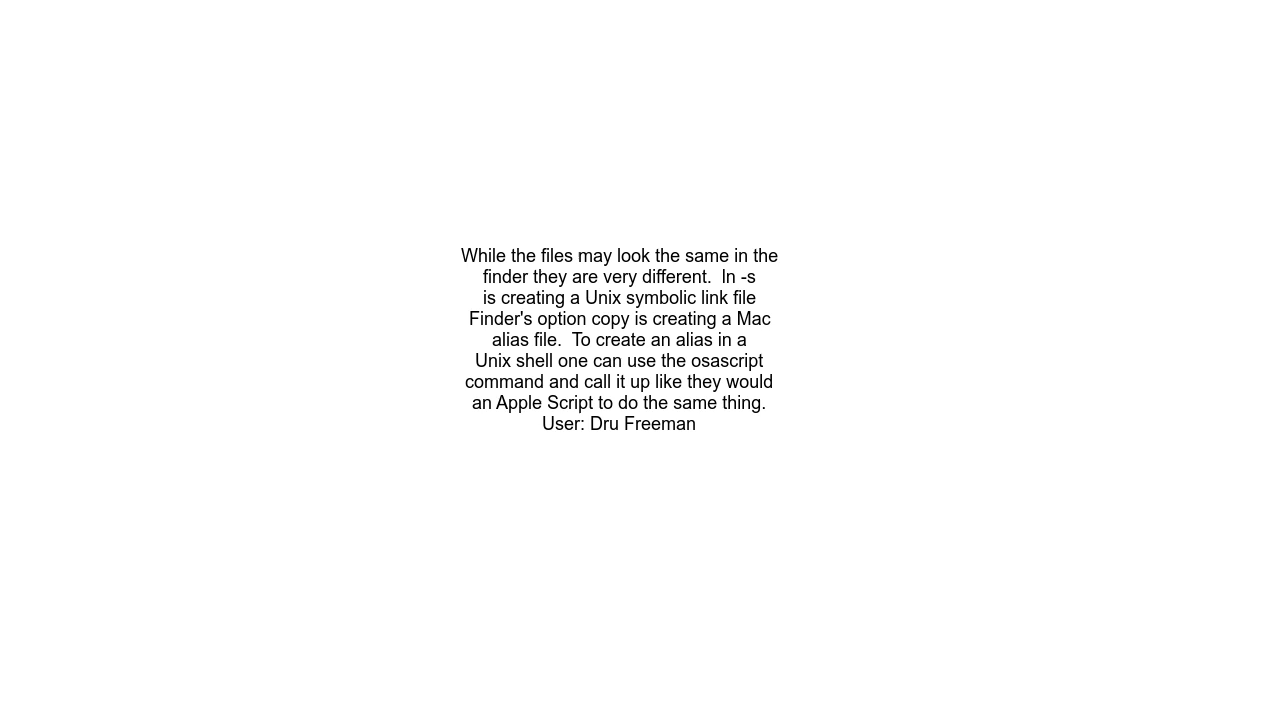 While the files may look the same in the
finder they are very different.  ln -s
is creating a Unix symbolic link file
Finder's option copy is creating a Mac
alias file.  To create an alias in a
Unix shell one can use the osascript
command and call it up like they would
an Apple Script to do the same thing.
User: Dru Freeman